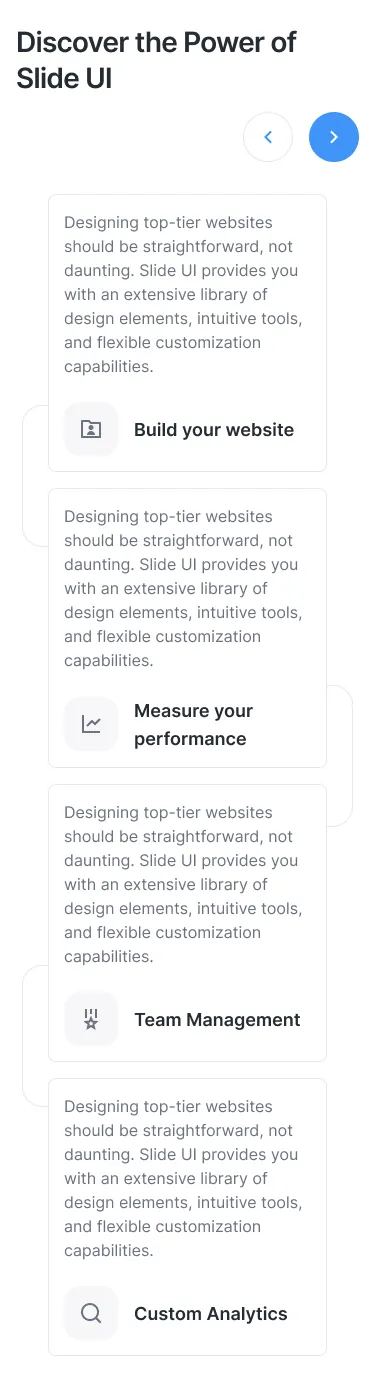 Discover the Power of
Slide UI
Designing top-tier websites
should be straightforward, not
daunting. Slide UI provides you
with an extensive library of
design elements, intuitive tools,
and flexible customization
capabilities.
Build your website
Designing top-tier websites
should be straightforward, not
daunting. Slide UI provides you
with an extensive library of
design elements, intuitive tools,
and flexible customization
capabilities.
Measure your
performance
Designing top-tier websites
should be straightforward, not
daunting. Slide UI provides you
with an extensive library of
design elements, intuitive tools,
and flexible customization
capabilities.
Team Management
Designing top-tier websites
should be straightforward, not
daunting. Slide UI provides you
with an extensive library of
design elements, intuitive tools,
and flexible customization
capabilities.
Custom Analytics